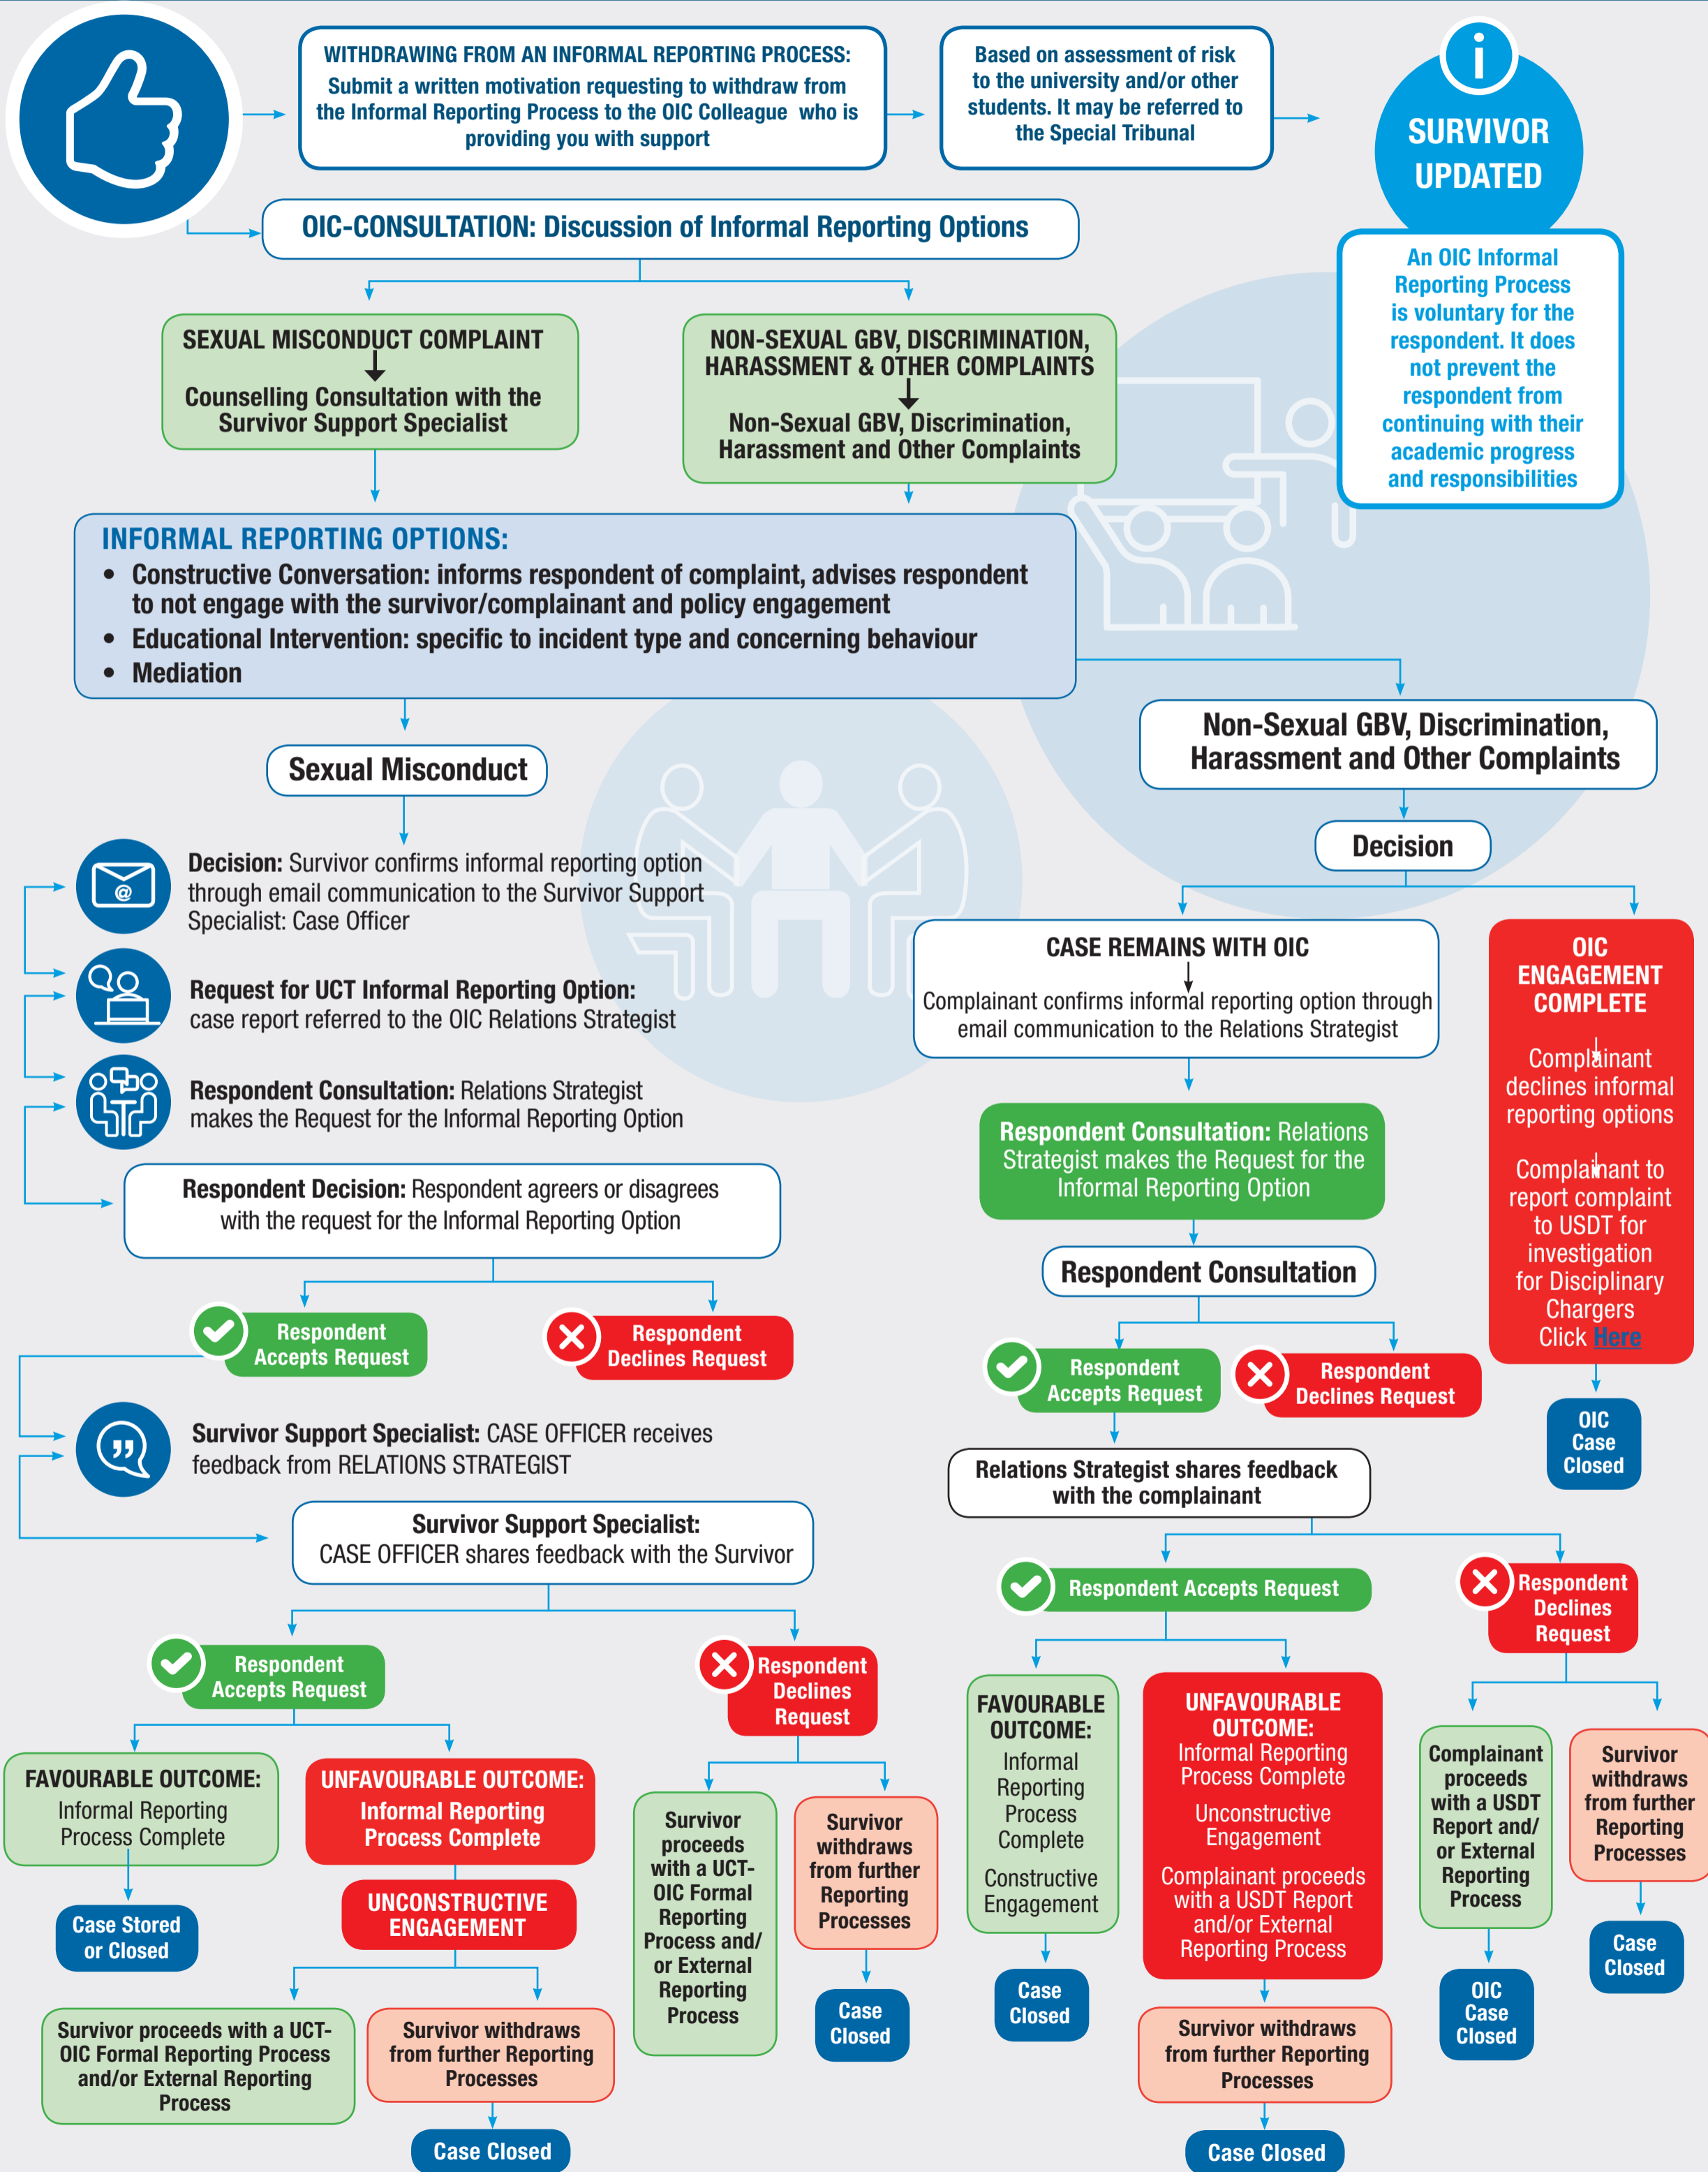 WITHDRAWING FROM AN INFORMAL REPORTING PROCESS:
Submit a written motivation requesting to withdraw from
the Informal Reporting Process to the OIC Colleague who is
providing you with support
Based on assessment of risk
to the university and/or other
students. It may be referred to
the Special Tribunal
i
SURVIVOR
UPDATED
An OIC Informal
Reporting Process
is voluntary for the
respondent. It does
not prevent the
respondent from
continuing with their
academic progress
and responsibilities
OIC-CONSULTATION: Discussion of Informal Reporting Options
SEXUAL MISCONDUCT COMPLAINT
Counselling Consultation with the
Survivor Support Specialist
NON-SEXUAL GBV, DISCRIMINATION,
HARASSMENT & OTHER COMPLAINTS
Non-Sexual GBV, Discrimination,
Harassment and Other Complaints
INFORMAL REPORTING OPTIONS:
• Constructive Conversation: informs respondent of complaint, advises respondent
to not engage with the survivor/complainant and policy engagement
• Educational Intervention: specific to incident type and concerning behaviour
• Mediation
Sexual Misconduct
@
Decision: Survivor confirms informal reporting option
through email communication to the Survivor Support
Specialist: Case Officer
Request for UCT Informal Reporting Option:
case report referred to the OIC Relations Strategist
Respondent Consultation: Relations Strategist
makes the Request for the Informal Reporting Option
Respondent Decision: Respondent agreers or disagrees
with the request for the Informal Reporting Option
Respondent
Accepts Request
Respondent
Declines Request
Survivor Support Specialist: CASE OFFICER receives
feedback from RELATIONS STRATEGIST
Survivor Support Specialist:
CASE OFFICER shares feedback with the Survivor
Respondent
Accepts Request
Respondent
Declines
Request
FAVOURABLE OUTCOME:
Informal Reporting
Process Complete
Case Stored
or Closed
UNFAVOURABLE OUTCOME:
Informal Reporting
Process Complete
UNCONSTRUCTIVE
ENGAGEMENT
Survivor proceeds with a UCT-
OIC Formal Reporting Process
and/or External Reporting
Process
Survivor withdraws
from further Reporting
Processes
Case Closed
Survivor
proceeds
with a UCT-
OIC Formal
Reporting
Process and/
or External
Reporting
Process
Survivor
withdraws
from further
Reporting
Processes
Case
Closed
Non-Sexual GBV, Discrimination,
Harassment and Other Complaints
Decision
CASE REMAINS WITH OIC
Complainant confirms informal reporting option through
email communication to the Relations Strategist
Respondent Consultation: Relations
Strategist makes the Request for the
Informal Reporting Option
Respondent Consultation
Respondent
Accepts Request
Respondent
Declines Request
Relations Strategist shares feedback
with the complainant
OIC
ENGAGEMENT
COMPLETE
Complainant
declines informal
reporting options
Complainant to
report complaint
to USDT for
investigation
for Disciplinary
Chargers
Click Here
OIC
Case
Closed
Respondent Accepts Request
Respondent
Declines
Request
FAVOURABLE
OUTCOME:
Informal
Reporting
Process
Complete
Constructive
Engagement
Case
Closed
UNFAVOURABLE
OUTCOME:
Informal Reporting
Process Complete
Unconstructive
Engagement
Complainant proceeds
with a USDT Report
and/or External
Reporting Process
Survivor withdraws
from further Reporting
Processes
Case Closed
Complainant
proceeds
with a USDT
Report and/
or External
Reporting
Process
OIC
Case
Closed
Survivor
withdraws
from further
Reporting
Processes
Case
Closed